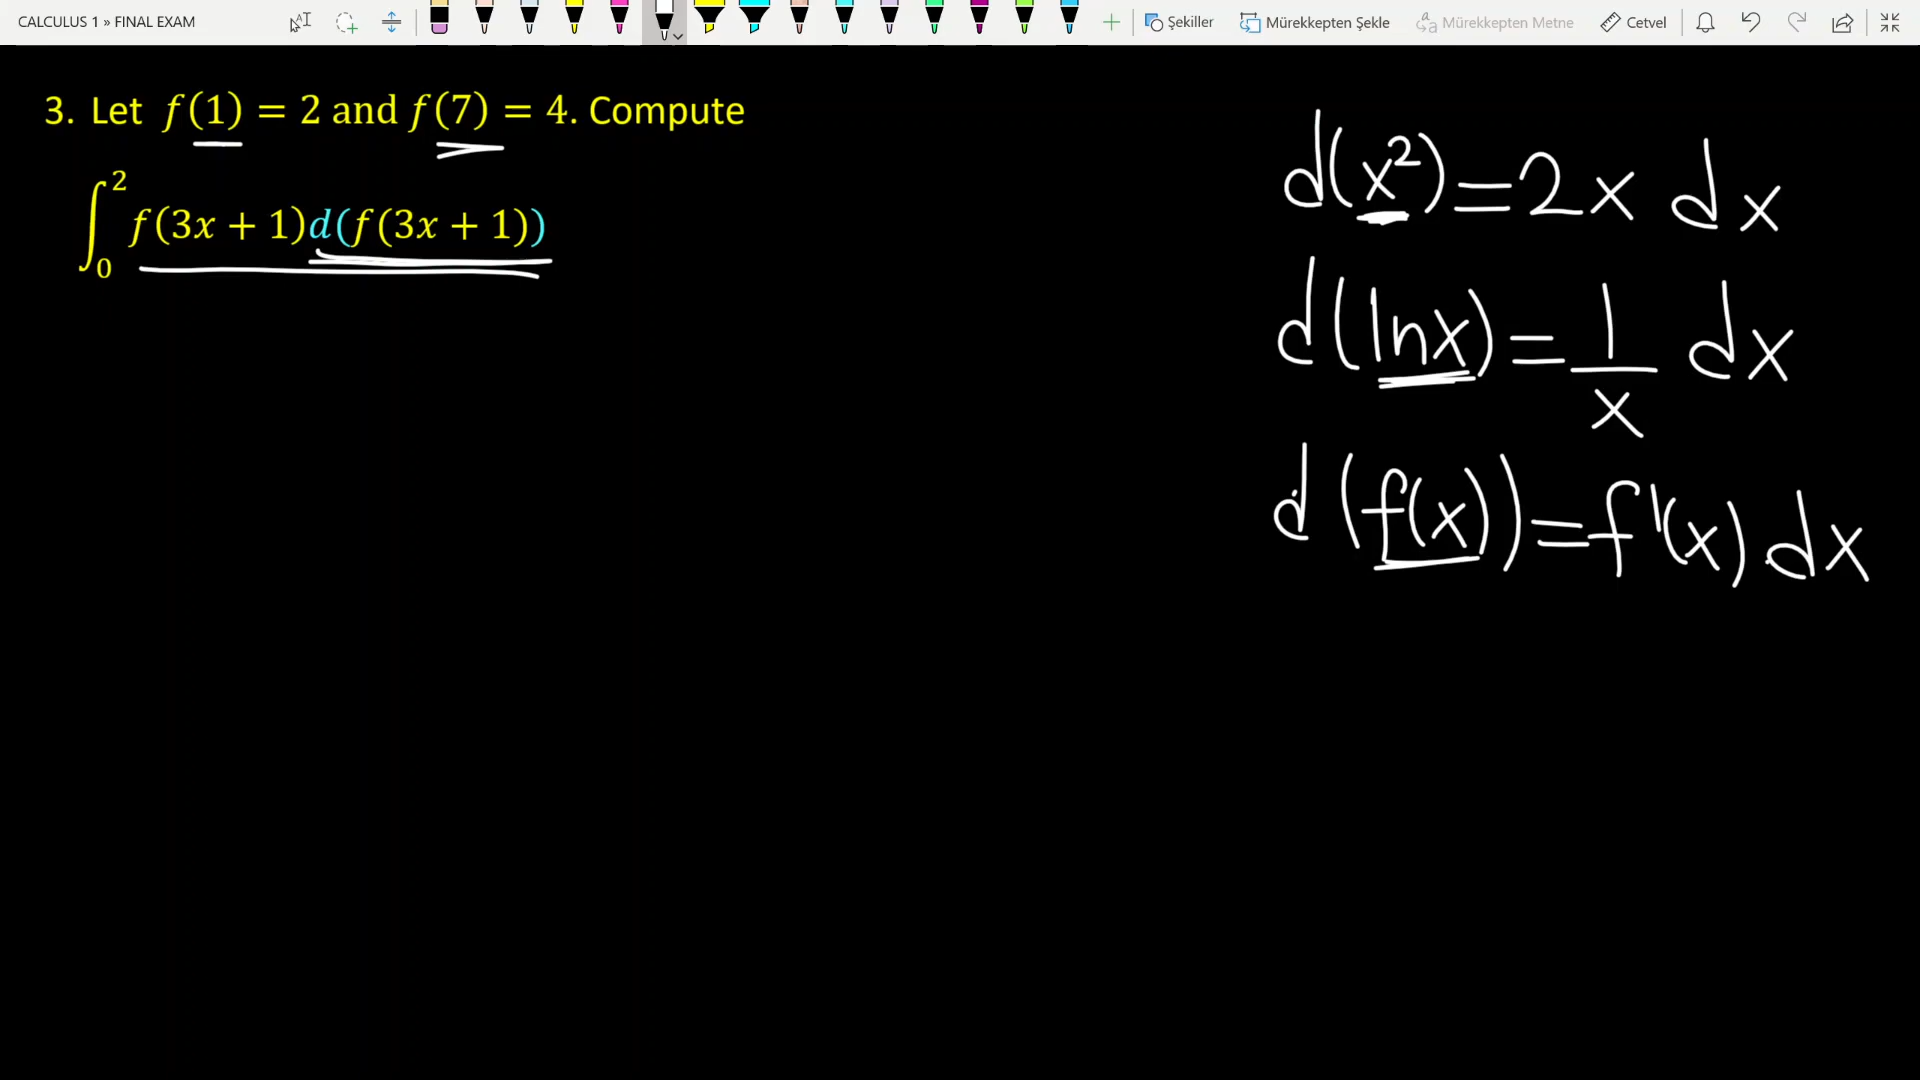 CALCULUS 1 » FINAL EXAM
Şekiller
Mürekkepten Şekle
Mürekkepten Metne
Cetvel
3. Let f(1) = 2 and f(7) = 4. Compute
∫₀² f(3x + 1)d(f(3x + 1))
d(x²)=2x dx
d(lnx)=1/x dx
d(f(x))=f'(x)dx